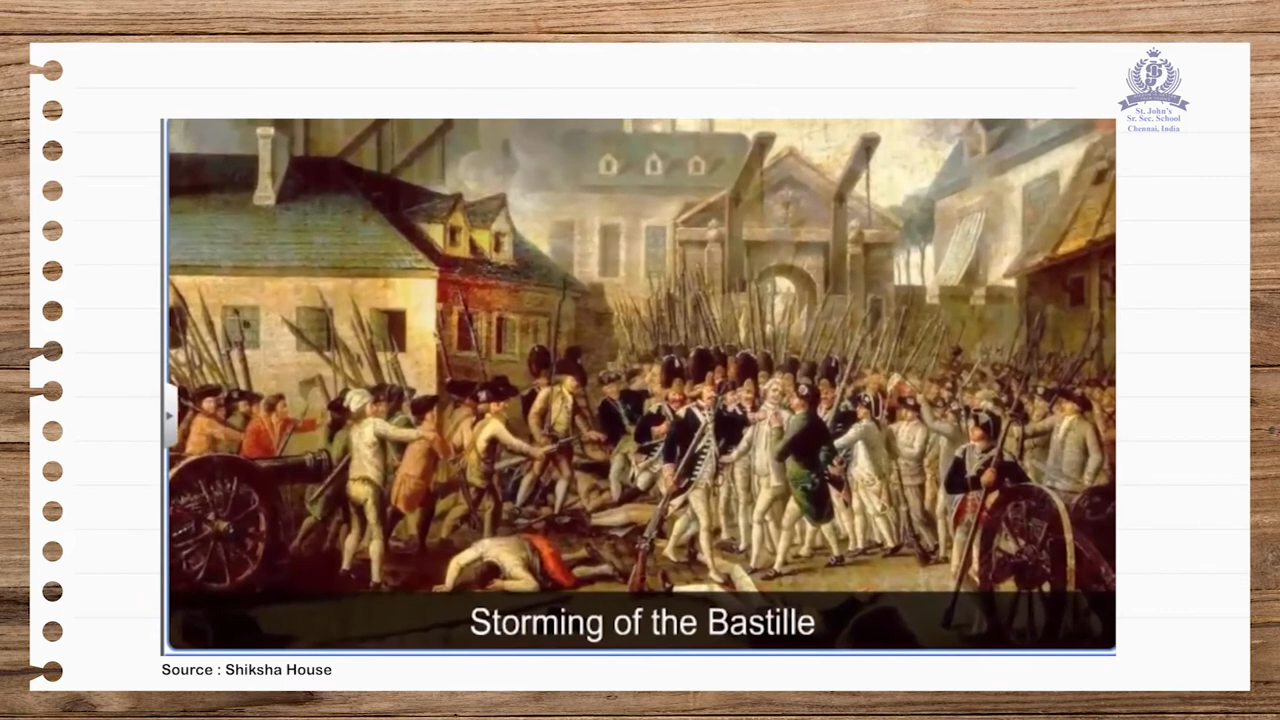 St. John's
Sr. Sec. School
Chennai, India
Storming of the Bastille
Source : Shiksha House